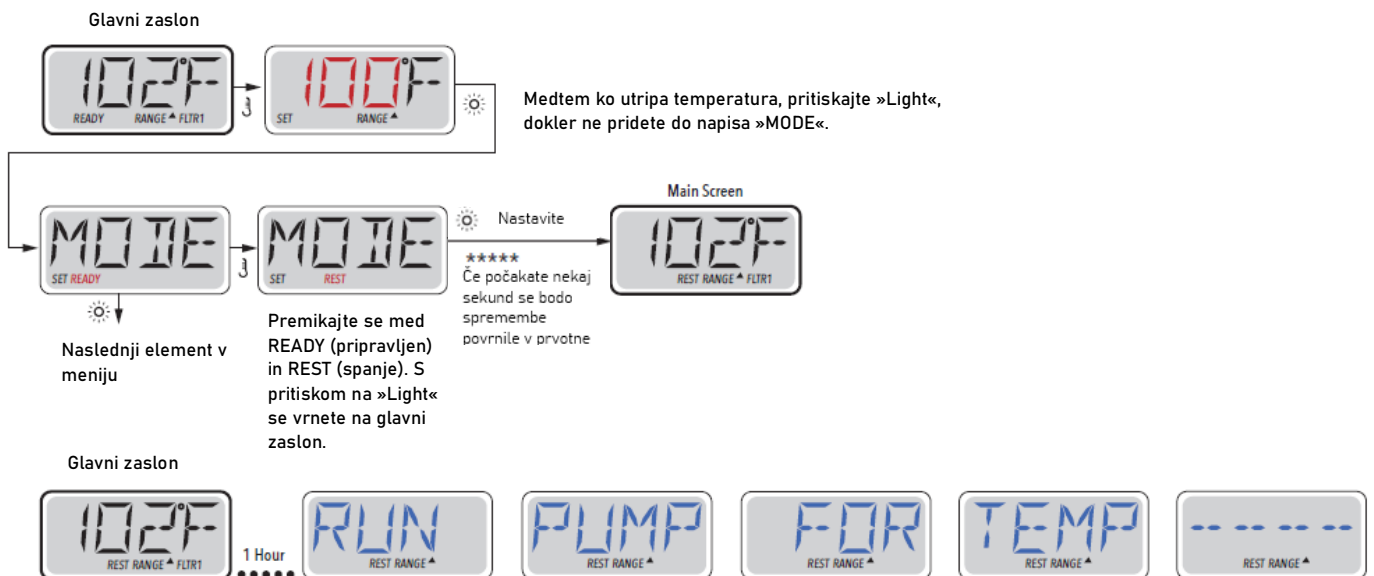 Glavni zaslon
102°F
READY RANGE FLTR1
100°F
SET RANGE
Medtem ko utripa temperatura, pritiskajte »Light«,
dokler ne pridete do napisa »MODE«.
MODE
SET READY
MODE
SET REST
Nastavite
*****
Če počakate nekaj
sekund se bodo
spremembe
povrnile v prvotne
Main Screen
102°F
REST RANGE FLTR1
Naslednji element v
meniju
Premikajte se med
READY (pripravljen)
in REST (spanje). S
pritiskom na »Light«
se vrnete na glavni
zaslon.
Glavni zaslon
102°F
REST RANGE FLTR1
1 Hour
RUN
REST RANGE
PUMP
REST RANGE
FOR
REST RANGE
TEMP
REST RANGE
-- -- -- --
REST RANGE